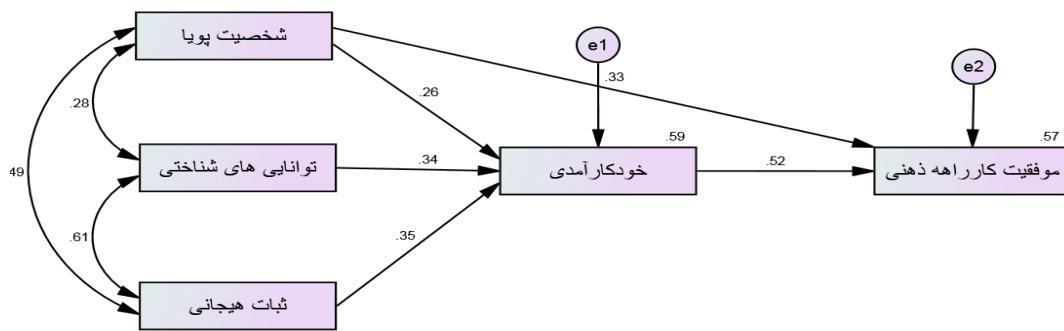 شخصیت پویا
e1
e2
.33
.26
.28
.59
.57
توانایی های شناختی
.34
خودکارآمدی
.52
موفقیت کارراهه ذهنی
.49
.35
.61
ثبات هیجانی